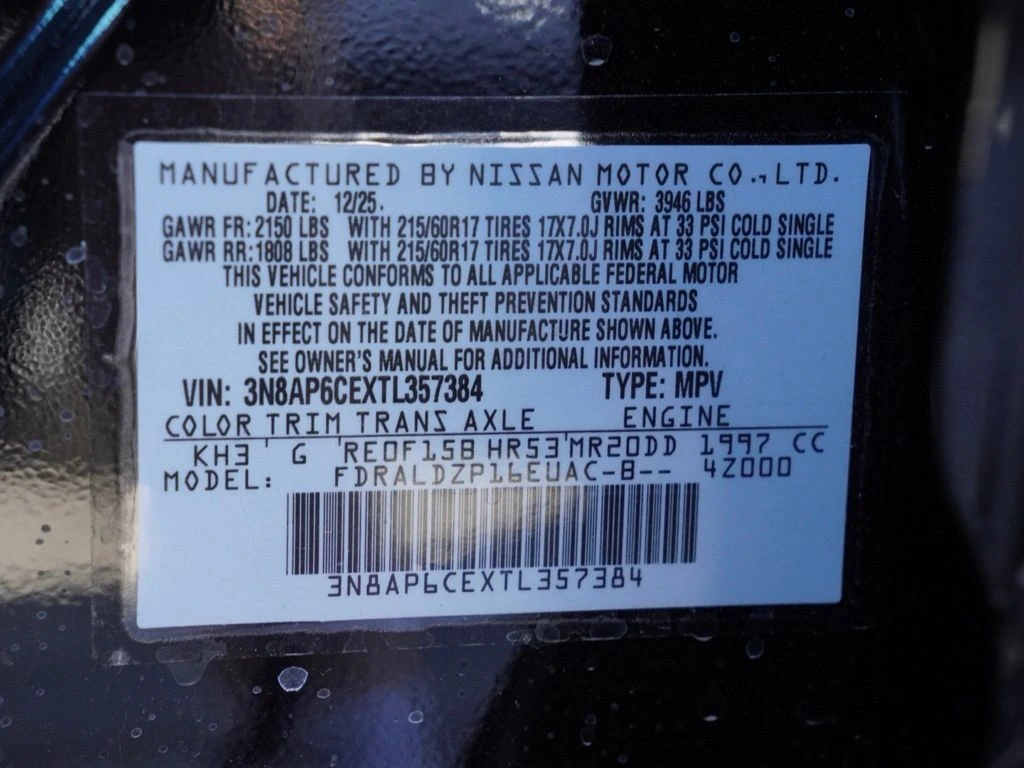 MANUFACTURED BY NISSAN MOTOR CO.,LTD.
DATE: 12/25. GVWR: 3946 LBS
GAWR FR: 2150 LBS WITH 215/60R17 TIRES 17X7.0J RIMS AT 33 PSI COLD SINGLE
GAWR RR: 1808 LBS WITH 215/60R17 TIRES 17X7.0J RIMS AT 33 PSI COLD SINGLE
THIS VEHICLE CONFORMS TO ALL APPLICABLE FEDERAL MOTOR
VEHICLE SAFETY AND THEFT PREVENTION STANDARDS
IN EFFECT ON THE DATE OF MANUFACTURE SHOWN ABOVE.
SEE OWNER'S MANUAL FOR ADDITIONAL INFORMATION.
VIN: 3N8AP6CEXTL357384 TYPE: MPV
COLOR TRIM TRANS AXLE ENGINE
KH3 ' G 'RE0F15B HR53'MR20DD 1997 CC
MODEL: FDRALDZP16EUAC-B-- 4Z000
3N8AP6CEXTL357384